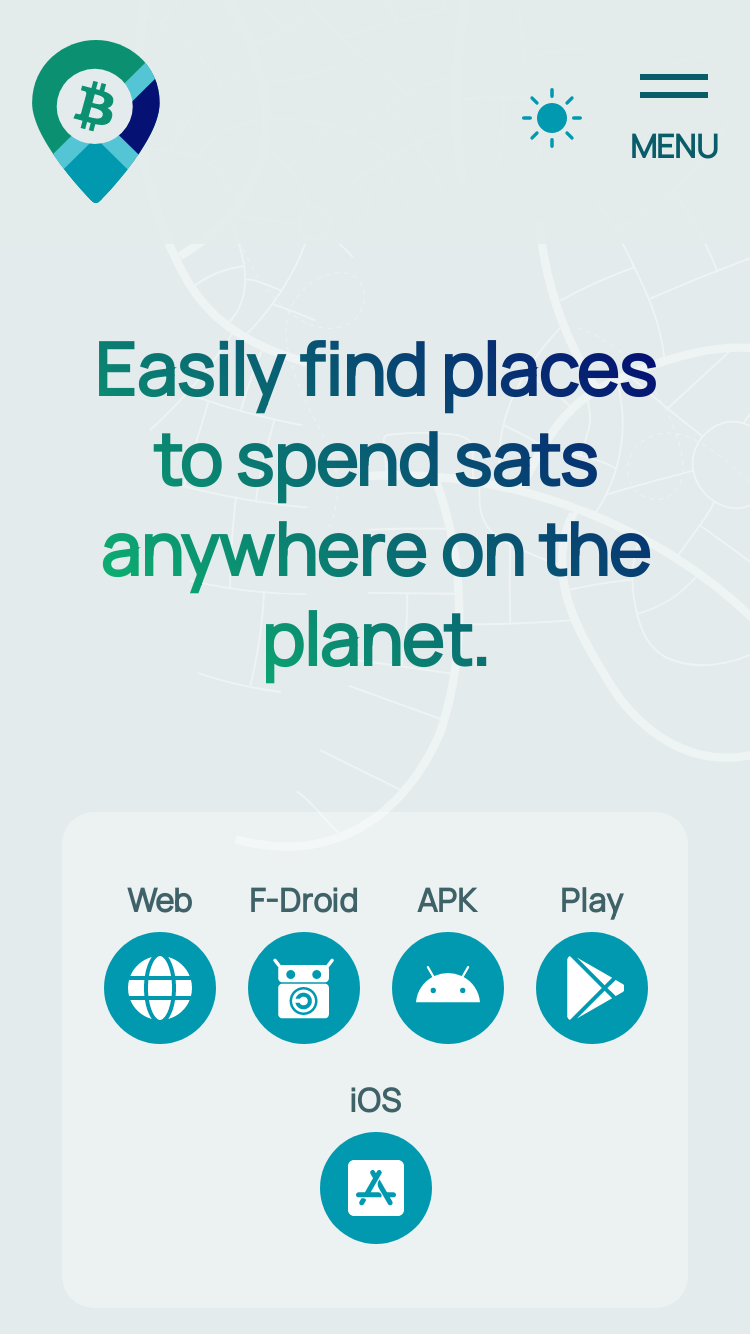 MENU
Easily find places
to spend sats
anywhere on the
planet.
Web F-Droid APK Play
iOS